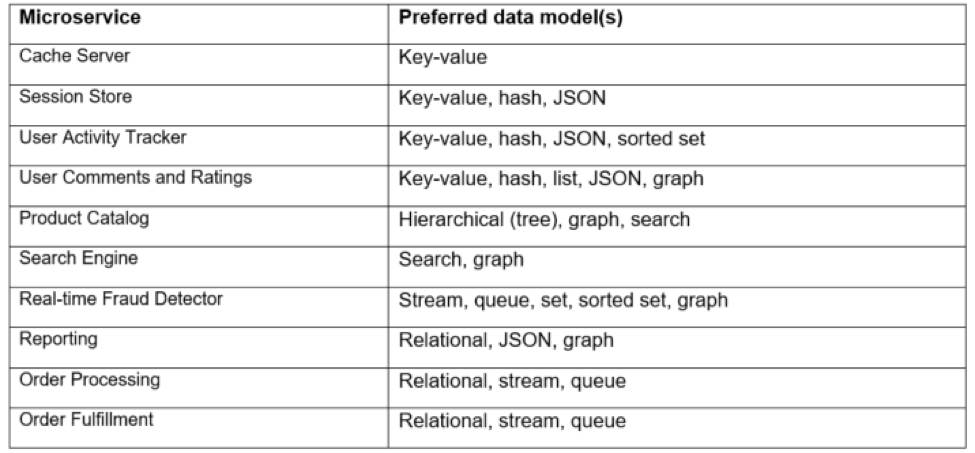 Microservice Preferred data model(s)
Cache Server Key-value
Session Store Key-value, hash, JSON
User Activity Tracker Key-value, hash, JSON, sorted set
User Comments and Ratings Key-value, hash, list, JSON, graph
Product Catalog Hierarchical (tree), graph, search
Search Engine Search, graph
Real-time Fraud Detector Stream, queue, set, sorted set, graph
Reporting Relational, JSON, graph
Order Processing Relational, stream, queue
Order Fulfillment Relational, stream, queue